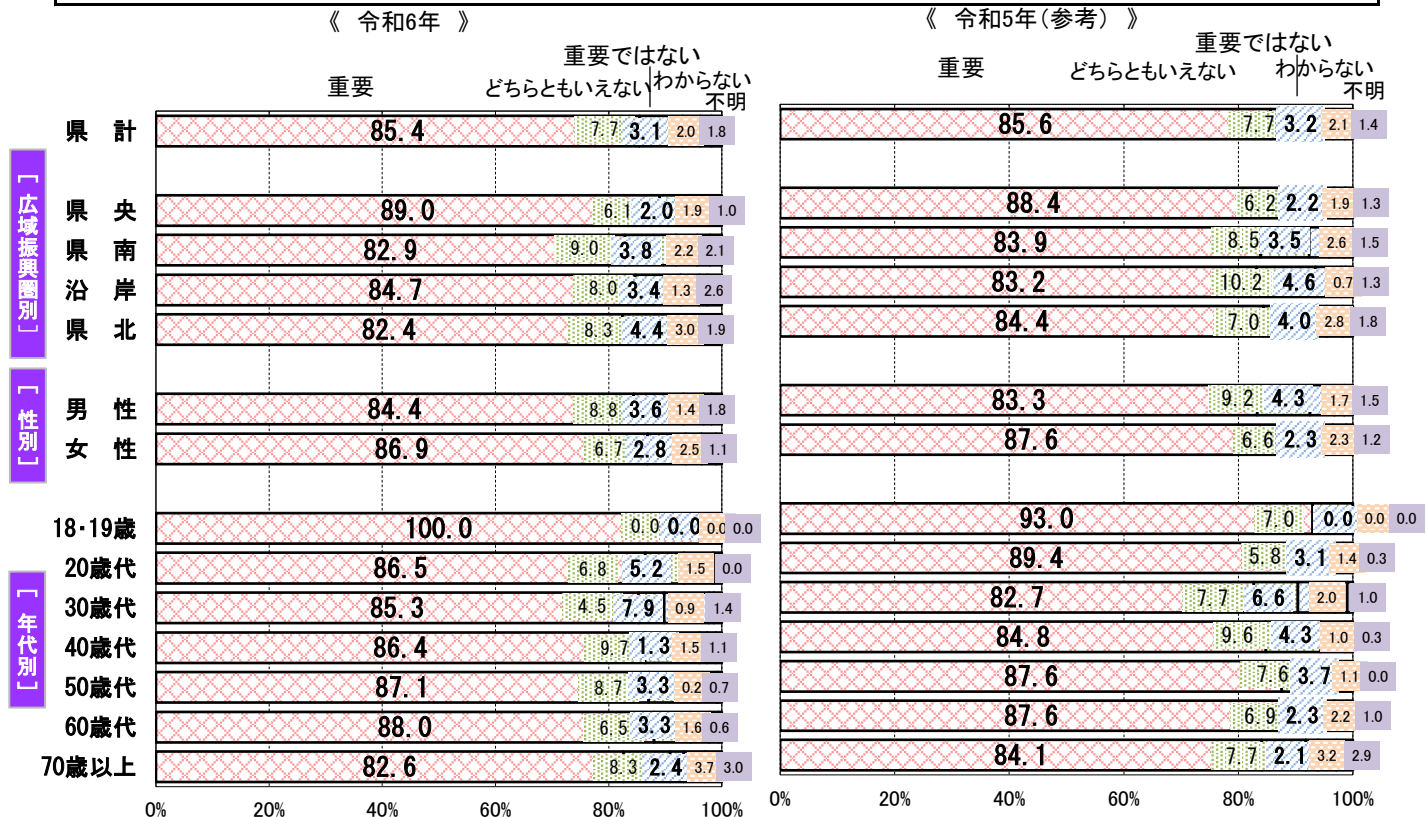 《 令和6年 》
重要
どちらともいえない
重要ではない
わからない
不明
県 計 85.4 7.7 3.1 2.0 1.8
[広域振興圏別]
県 央 89.0 6.1 2.0 1.9 1.0
県 南 82.9 9.0 3.8 2.2 2.1
沿 岸 84.7 8.0 3.4 1.3 2.6
県 北 82.4 8.3 4.4 3.0 1.9
[性別]
男 性 84.4 8.8 3.6 1.4 1.8
女 性 86.9 6.7 2.8 2.5 1.1
[年代別]
18・19歳 100.0 0.0 0.0 0.0 0.0
20歳代 86.5 6.8 5.2 1.5 0.0
30歳代 85.3 4.5 7.9 0.9 1.4
40歳代 86.4 9.7 1.3 1.5 1.1
50歳代 87.1 8.7 3.3 0.2 0.7
60歳代 88.0 6.5 3.3 1.6 0.6
70歳以上 82.6 8.3 2.4 3.7 3.0
0% 20% 40% 60% 80% 100%
《 令和5年(参考) 》
重要
どちらともいえない
重要ではない
わからない
不明
85.6 7.7 3.2 2.1 1.4
88.4 6.2 2.2 1.9 1.3
83.9 8.5 3.5 2.6 1.5
83.2 10.2 4.6 0.7 1.3
84.4 7.0 4.0 2.8 1.8
83.3 9.2 4.3 1.7 1.5
87.6 6.6 2.3 2.3 1.2
93.0 7.0 0.0 0.0 0.0
89.4 5.8 3.1 1.4 0.3
82.7 7.7 6.6 2.0 1.0
84.8 9.6 4.3 1.0 0.3
87.6 7.6 3.7 1.1 0.0
87.6 6.9 2.3 2.2 1.0
84.1 7.7 2.1 3.2 2.9
0% 20% 40% 60% 80% 100%